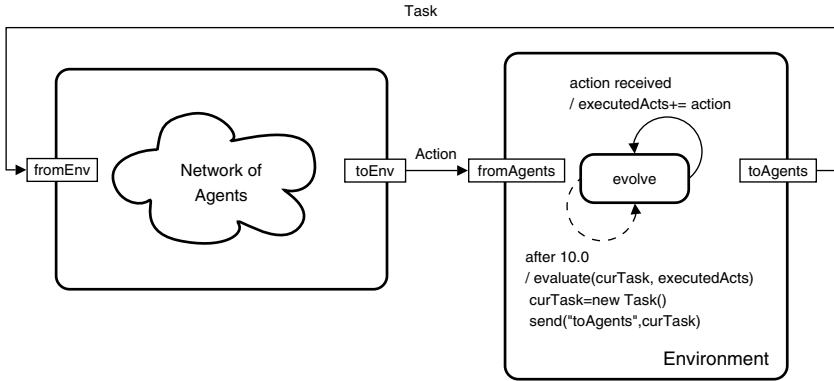 Task
fromEnv
Network of
Agents
toEnv
Action
fromAgents
action received
/ executedActs+= action
evolve
toAgents
after 10.0
/ evaluate(curTask, executedActs)
curTask=new Task()
send("toAgents",curTask)
Environment